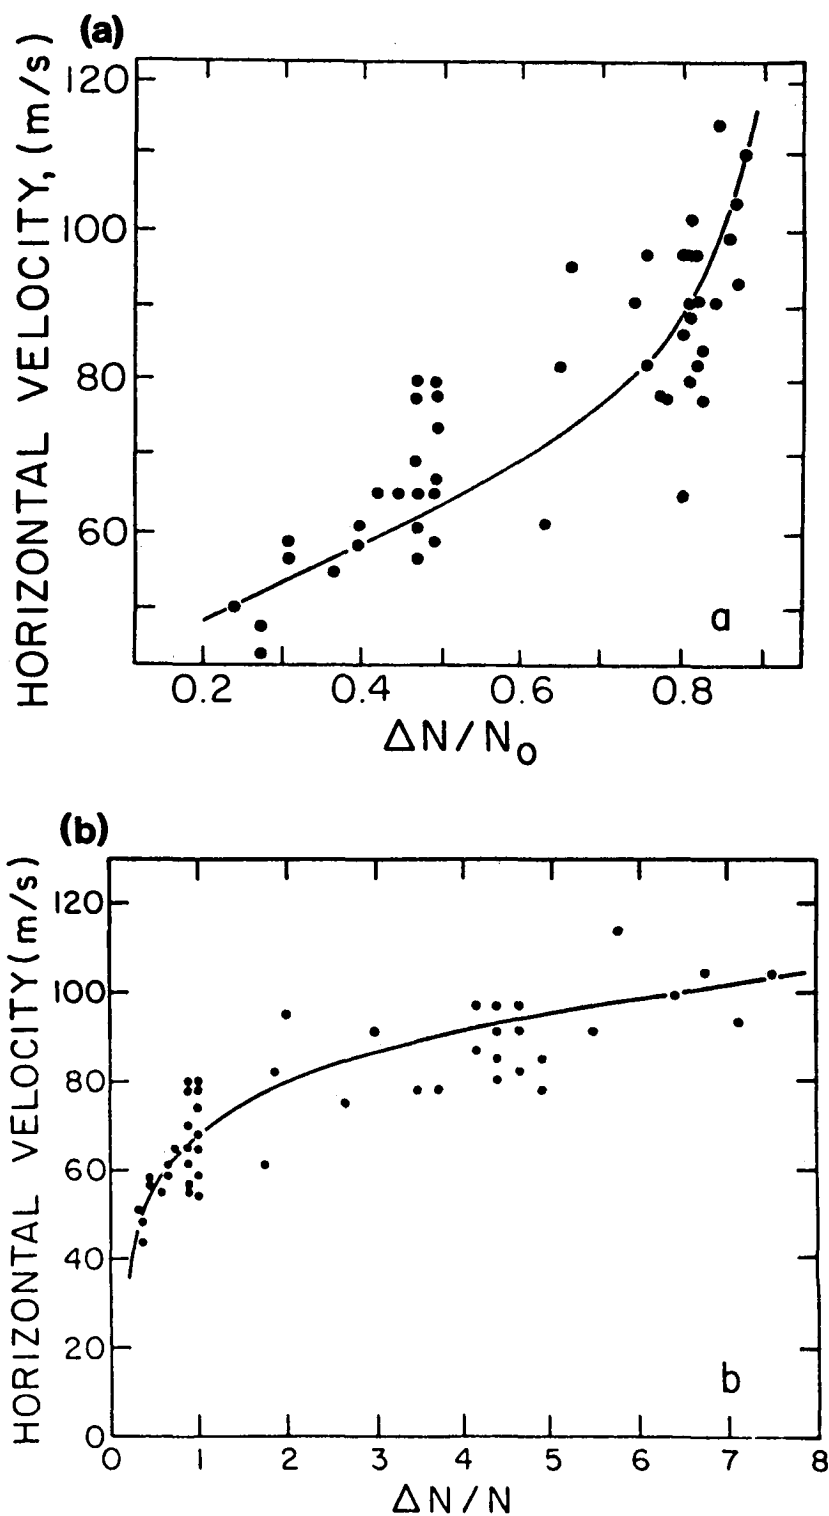 (a)
HORIZONTAL VELOCITY, (m/s)
120
100
80
60
a
0.2 0.4 0.6 0.8
ΔN/N₀
(b)
HORIZONTAL VELOCITY (m/s)
120
100
80
60
40
20
0
b
0 1 2 3 4 5 6 7 8
ΔN/N